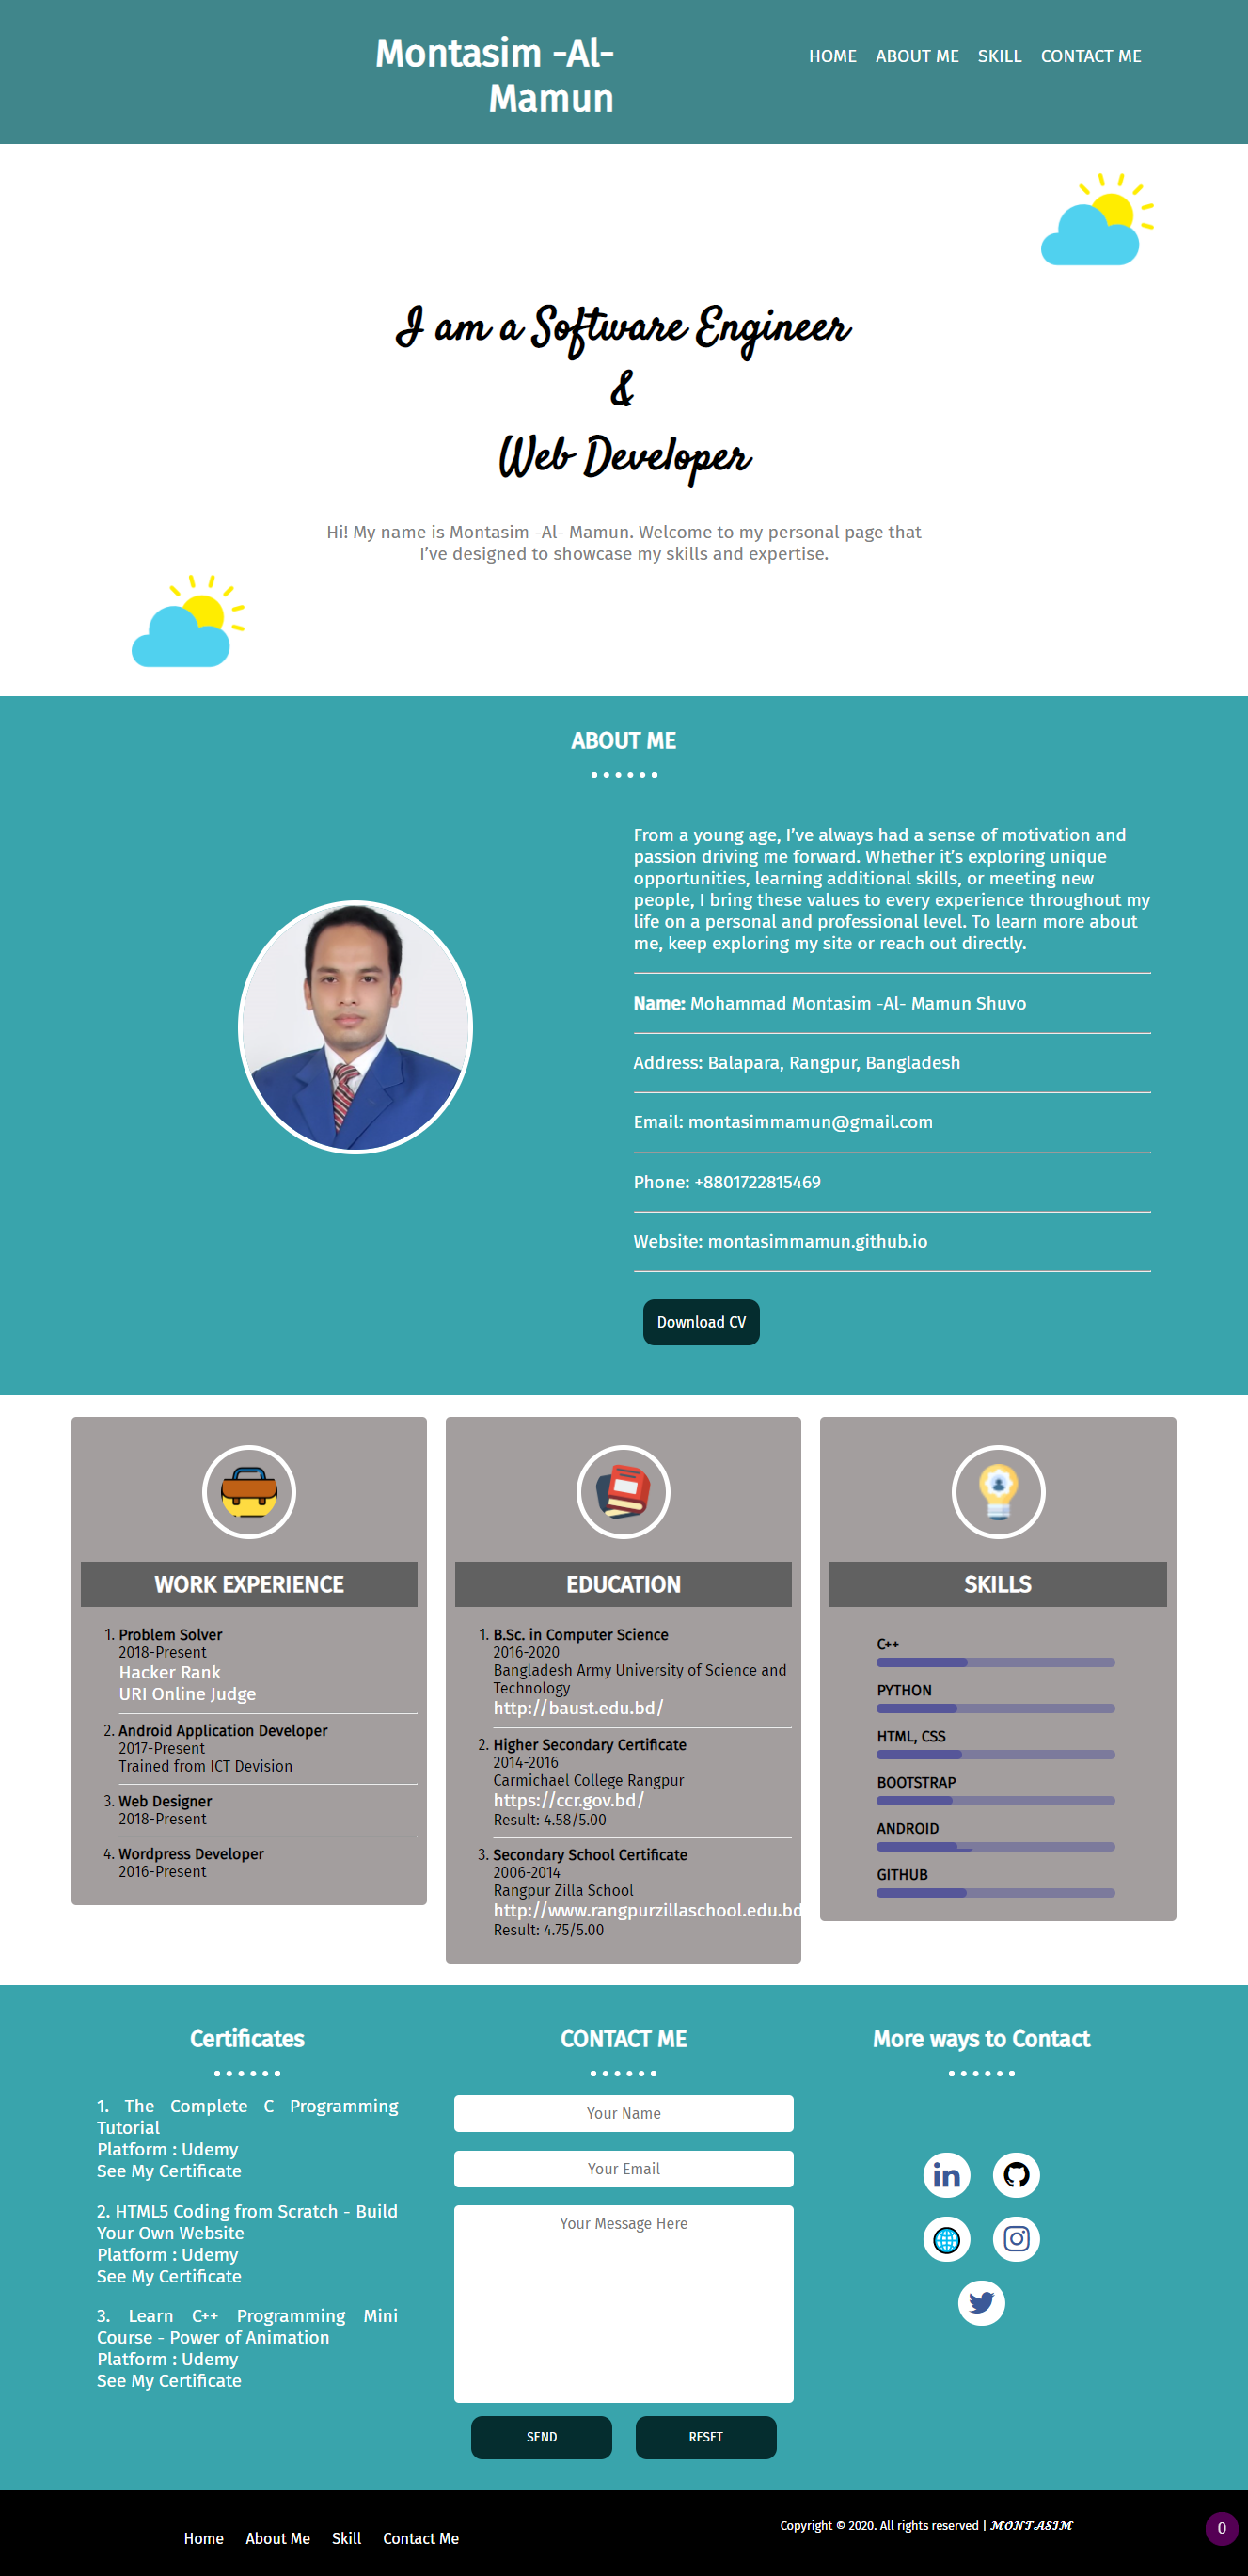 Montasim -Al-
Mamun
HOME ABOUT ME SKILL CONTACT ME
I am a Software Engineer
&
Web Developer
Hi! My name is Montasim -Al- Mamun. Welcome to my personal page that
I’ve designed to showcase my skills and expertise.
ABOUT ME
From a young age, I’ve always had a sense of motivation and
passion driving me forward. Whether it’s exploring unique
opportunities, learning additional skills, or meeting new
people, I bring these values to every experience throughout my
life on a personal and professional level. To learn more about
me, keep exploring my site or reach out directly.
Name: Mohammad Montasim -Al- Mamun Shuvo
Address: Balapara, Rangpur, Bangladesh
Email: montasimmamun@gmail.com
Phone: +8801722815469
Website: montasimmamun.github.io
Download CV
WORK EXPERIENCE
1. Problem Solver
2018-Present
Hacker Rank
URI Online Judge
2. Android Application Developer
2017-Present
Trained from ICT Devision
3. Web Designer
2018-Present
4. Wordpress Developer
2016-Present
EDUCATION
1. B.Sc. in Computer Science
2016-2020
Bangladesh Army University of Science and
Technology
http://baust.edu.bd/
2. Higher Secondary Certificate
2014-2016
Carmichael College Rangpur
https://ccr.gov.bd/
Result: 4.58/5.00
3. Secondary School Certificate
2006-2014
Rangpur Zilla School
http://www.rangpurzillaschool.edu.bd
Result: 4.75/5.00
SKILLS
C++
PYTHON
HTML, CSS
BOOTSTRAP
ANDROID
GITHUB
Certificates
1. The Complete C Programming
Tutorial
Platform : Udemy
See My Certificate
2. HTML5 Coding from Scratch - Build
Your Own Website
Platform : Udemy
See My Certificate
3. Learn C++ Programming Mini
Course - Power of Animation
Platform : Udemy
See My Certificate
CONTACT ME
Your Name
Your Email
Your Message Here
SEND RESET
More ways to Contact
in
Home About Me Skill Contact Me
Copyright © 2020. All rights reserved | 𝓜𝓞𝓝𝓣𝓐𝓢𝓘𝓜
0